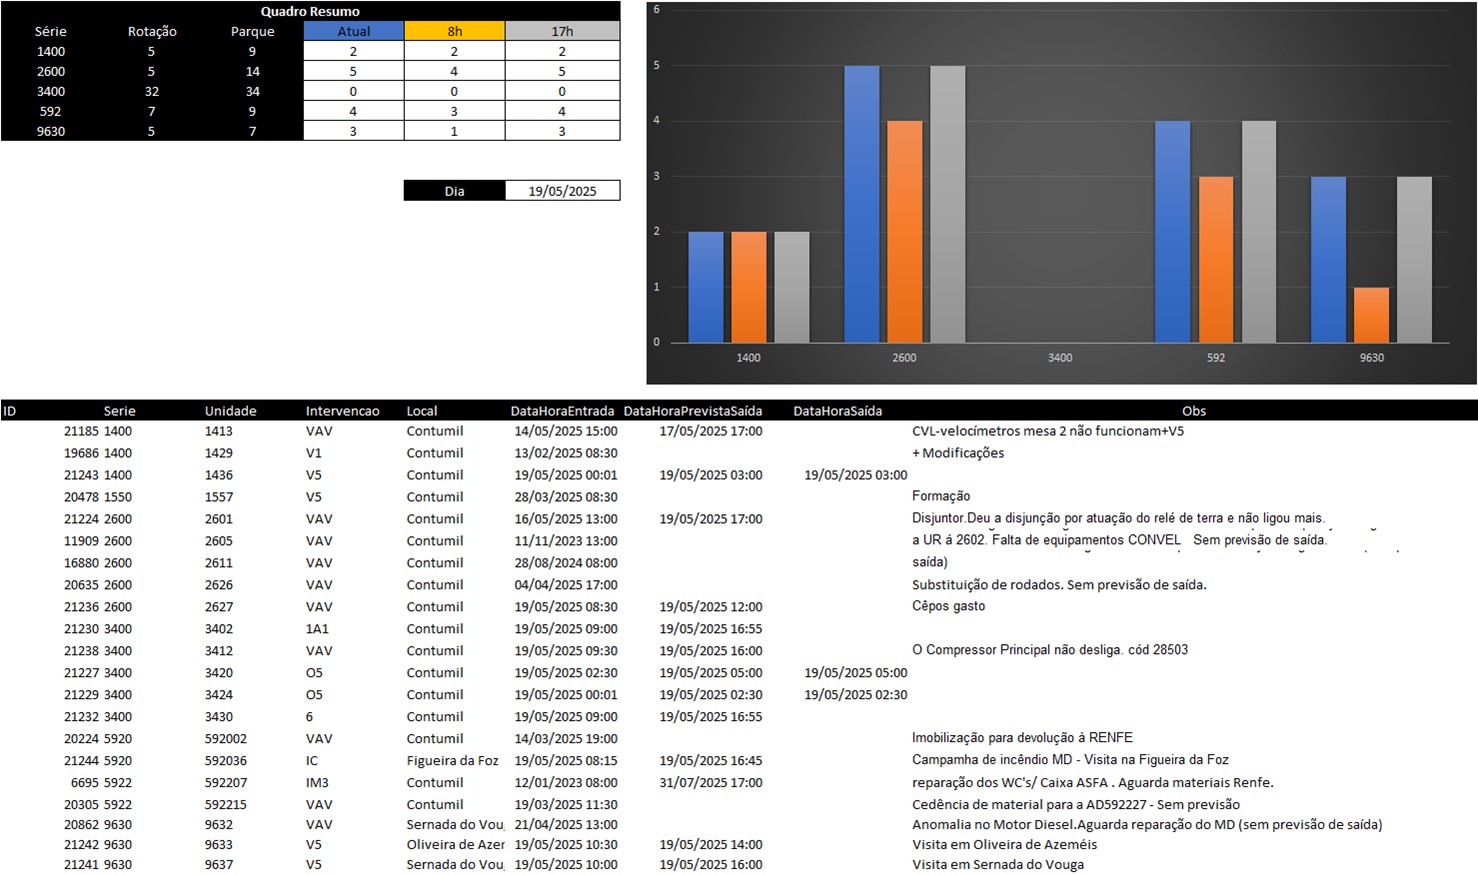 Quadro Resumo
Série Rotação Parque Atual 8h 17h
1400 5 9 2 2 2
2600 5 14 5 4 5
3400 32 34 0 0 0
592 7 9 4 3 4
9630 5 7 3 1 3
Dia 19/05/2025
6
5
4
3
2
1
0
1400 2600 3400 592 9630
ID Serie Unidade Intervencao Local DataHoraEntrada DataHoraPrevistaSaída DataHoraSaída Obs
21185 1400 1413 VAV Contumil 14/05/2025 15:00 17/05/2025 17:00 CVL-velocímetros mesa 2 não funcionam+V5
19686 1400 1429 V1 Contumil 13/02/2025 08:30 + Modificações
21243 1400 1436 V5 Contumil 19/05/2025 00:01 19/05/2025 03:00 19/05/2025 03:00
20478 1550 1557 V5 Contumil 28/03/2025 08:30 Formação
21224 2600 2601 VAV Contumil 16/05/2025 13:00 19/05/2025 17:00 Disjuntor.Deu a disjunção por atuação do relé de terra e não ligou mais.
11909 2600 2605 VAV Contumil 11/11/2023 13:00 a UR á 2602. Falta de equipamentos CONVEL Sem previsão de saída.
16880 2600 2611 VAV Contumil 28/08/2024 08:00 saída)
20635 2600 2626 VAV Contumil 04/04/2025 17:00 Substituição de rodados. Sem previsão de saída.
21236 2600 2627 VAV Contumil 19/05/2025 08:30 19/05/2025 12:00 Cêpos gasto
21230 3400 3402 1A1 Contumil 19/05/2025 09:00 19/05/2025 16:55
21238 3400 3412 VAV Contumil 19/05/2025 09:30 19/05/2025 16:00 O Compressor Principal não desliga. cód 28503
21227 3400 3420 O5 Contumil 19/05/2025 02:30 19/05/2025 05:00 19/05/2025 05:00
21229 3400 3424 O5 Contumil 19/05/2025 00:01 19/05/2025 02:30 19/05/2025 02:30
21232 3400 3430 6 Contumil 19/05/2025 09:00 19/05/2025 16:55
20224 5920 592002 VAV Contumil 14/03/2025 19:00 Imobilização para devolução à RENFE
21244 5920 592036 IC Figueira da Foz 19/05/2025 08:15 19/05/2025 16:45 Campanha de incêndio MD - Visita na Figueira da Foz
6695 5922 592207 IM3 Contumil 12/01/2023 08:00 31/07/2025 17:00 reparação dos WC's/ Caixa ASFA . Aguarda materiais Renfe.
20305 5922 592215 VAV Contumil 19/03/2025 11:30 Cedência de material para a AD592227 - Sem previsão
20862 9630 9632 VAV Sernada do Vou 21/04/2025 13:00 Anomalia no Motor Diesel.Aguarda reparação do MD (sem previsão de saída)
21242 9630 9633 V5 Oliveira de Azer 19/05/2025 10:30 19/05/2025 14:00 Visita em Oliveira de Azeméis
21241 9630 9637 V5 Sernada do Vou 19/05/2025 10:00 19/05/2025 16:00 Visita em Sernada do Vouga